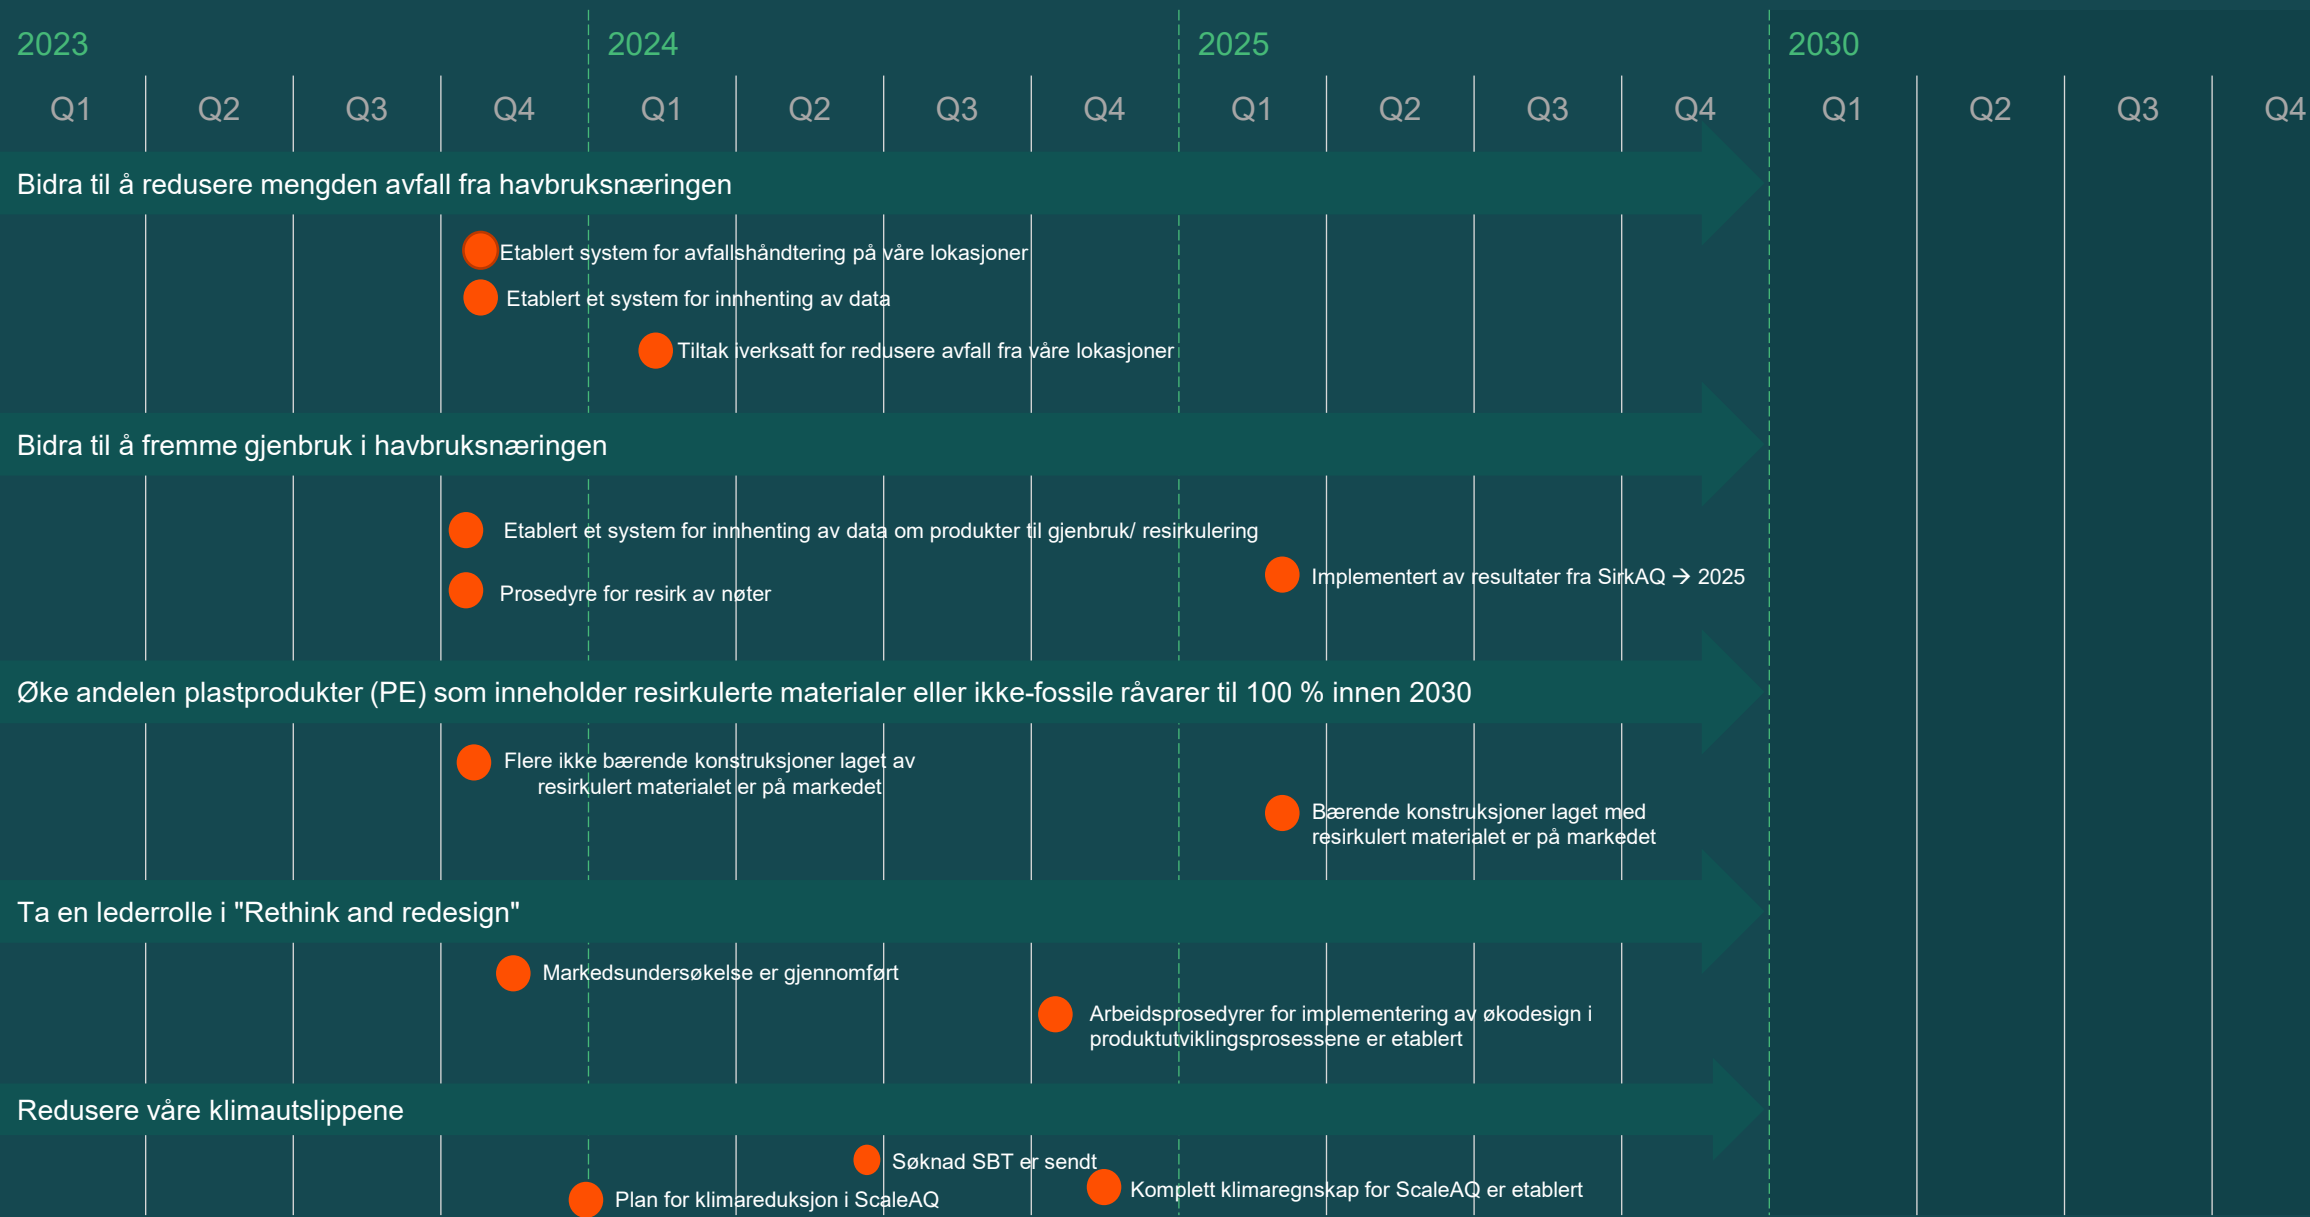 2023
2024
2025
2030
Q1
Q2
Q3
Q4
Q1
Q2
Q3
Q4
Q1
Q2
Q3
Q4
Q1
Q2
Q3
Q4
Bidra til å redusere mengden avfall fra havbruksnæringen
Etablert system for avfallshåndtering på våre lokasjoner
Etablert et system for innhenting av data
Tiltak iverksatt for redusere avfall fra våre lokasjoner
Bidra til å fremme gjenbruk i havbruksnæringen
Etablert et system for innhenting av data om produkter til gjenbruk/ resirkulering
Implementert av resultater fra SirkAQ → 2025
Prosedyre for resirk av nøter
Øke andelen plastprodukter (PE) som inneholder resirkulerte materialer eller ikke-fossile råvarer til 100 % innen 2030
Flere ikke bærende konstruksjoner laget av
resirkulert materialet er på markedet
Bærende konstruksjoner laget med
resirkulert materialet er på markedet
Ta en lederrolle i "Rethink and redesign"
Markedsundersøkelse er gjennomført
Arbeidsprosedyrer for implementering av økodesign i
produktutviklingsprosessene er etablert
Redusere våre klimautslippene
Søknad SBT er sendt
Komplett klimaregnskap for ScaleAQ er etablert
Plan for klimareduksjon i ScaleAQ